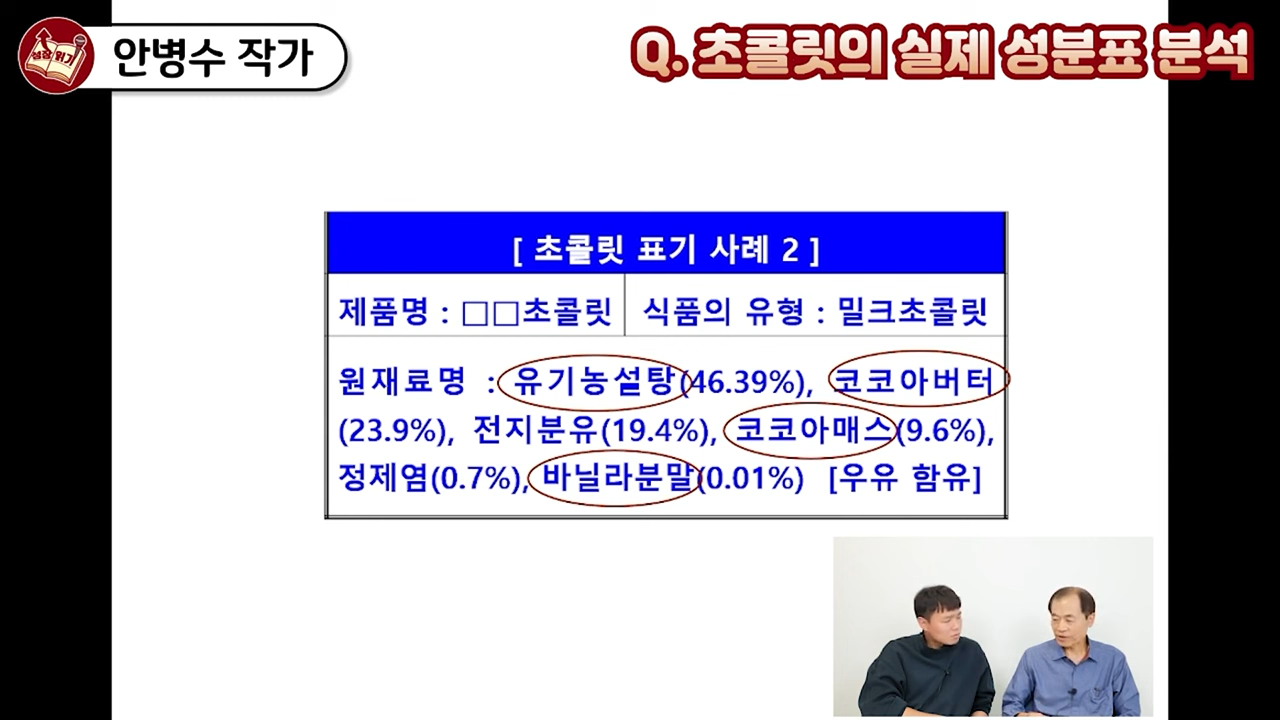 성점 읽기
안병수 작가
Q. 초콜릿의 실제 성분표 분석
[ 초콜릿 표기 사례 2 ]
제품명 : □□초콜릿
식품의 유형 : 밀크초콜릿
원재료명 : 유기농설탕(46.39%), 코코아버터
(23.9%), 전지분유(19.4%), 코코아매스(9.6%),
정제염(0.7%), 바닐라분말(0.01%) [우유 함유]